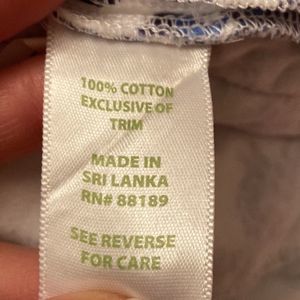 100% COTTON
EXCLUSIVE OF
TRIM
MADE IN
SRI LANKA
RN# 88189
SEE REVERSE
FOR CARE